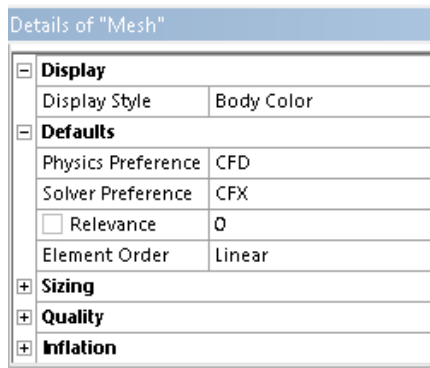 Details of "Mesh"
Display
Display Style Body Color
Defaults
Physics Preference CFD
Solver Preference CFX
Relevance 0
Element Order Linear
Sizing
Quality
Inflation